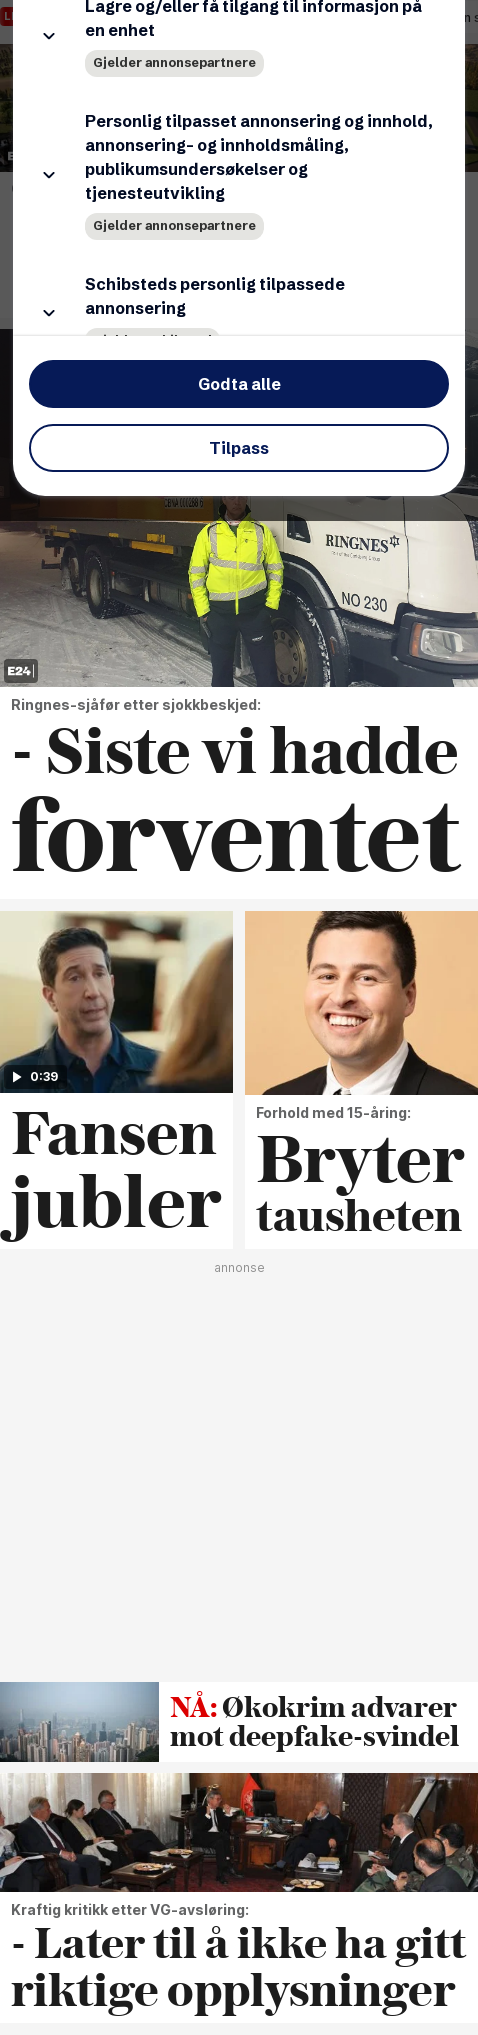 Lagre og/eller få tilgang til informasjon på
en enhet
Gjelder annonsepartnere
Personlig tilpasset annonsering og innhold,
annonsering- og innholdsmåling,
publikumsundersøkelser og
tjenesteutvikling
Gjelder annonsepartnere
Schibsteds personlig tilpassede
annonsering
Godta alle
Tilpass
RINGNES
NO 230
E24
Ringnes-sjåfør etter sjokkbeskjed:
- Siste vi hadde
forventet
0:39
Fansen
jubler
Forhold med 15-åring:
Bryter
tausheten
annonse
NÅ: Økokrim advarer
mot deepfake-svindel
Kraftig kritikk etter VG-avsløring:
- Later til å ikke ha gitt
riktige opplysninger